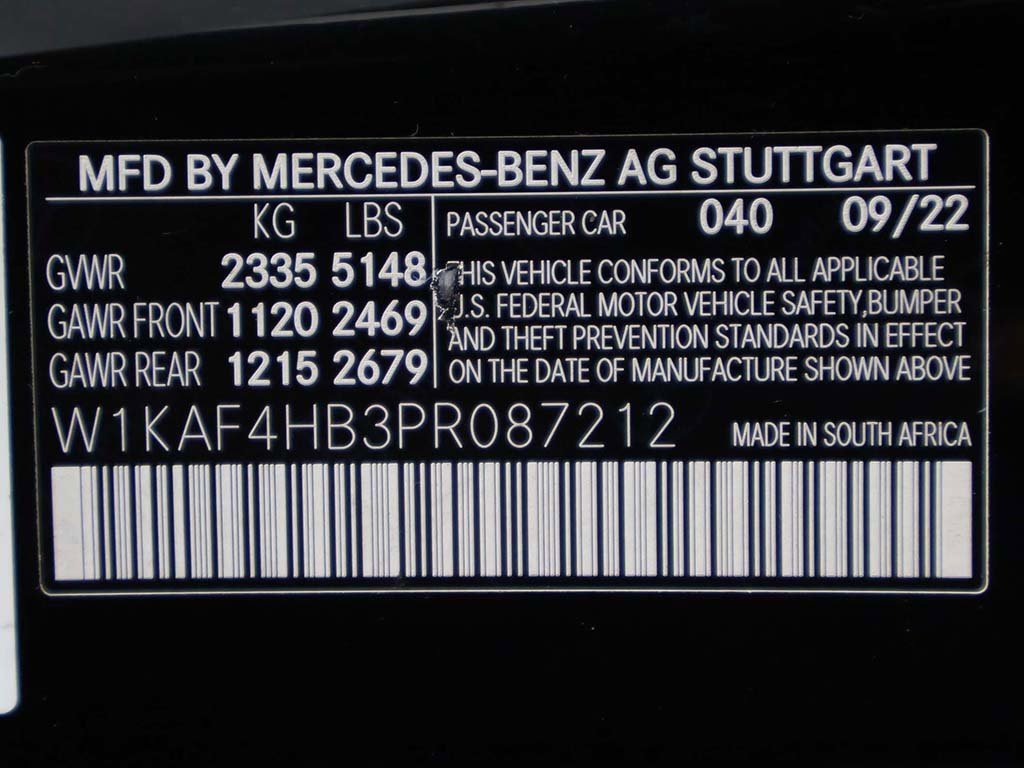 MFD BY MERCEDES-BENZ AG STUTTGART
KG LBS
GVWR 2335 5148
GAWR FRONT 1120 2469
GAWR REAR 1215 2679
PASSENGER CAR 040 09/22
THIS VEHICLE CONFORMS TO ALL APPLICABLE
U.S. FEDERAL MOTOR VEHICLE SAFETY, BUMPER
AND THEFT PREVENTION STANDARDS IN EFFECT
ON THE DATE OF MANUFACTURE SHOWN ABOVE
W1KAF4HB3PR087212 MADE IN SOUTH AFRICA